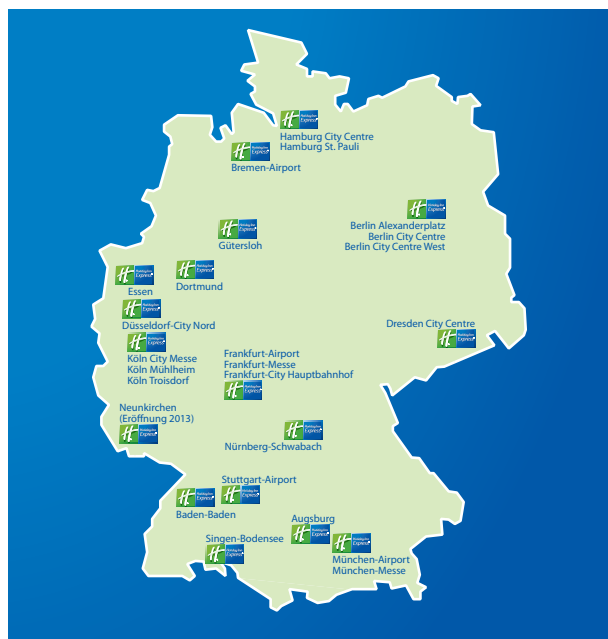 Hamburg City Centre
Hamburg St. Pauli
Bremen-Airport
Berlin Alexanderplatz
Berlin City Centre
Berlin City Centre West
Gütersloh
Dortmund
Essen
Düsseldorf-City Nord
Dresden City Centre
Köln City Messe
Köln Mühlheim
Köln Troisdorf
Frankfurt-Airport
Frankfurt-Messe
Frankfurt-City Hauptbahnhof
Neunkirchen
(Eröffnung 2013)
Nürnberg-Schwabach
Stuttgart-Airport
Baden-Baden
Augsburg
Singen-Bodensee
München-Airport
München-Messe